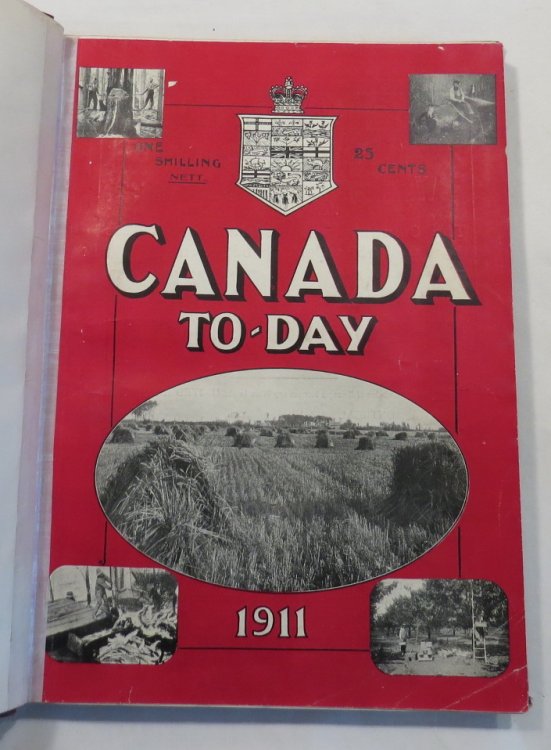 ONE
SHILLING
NETT.
25
CENTS
CANADA
TO-DAY
1911